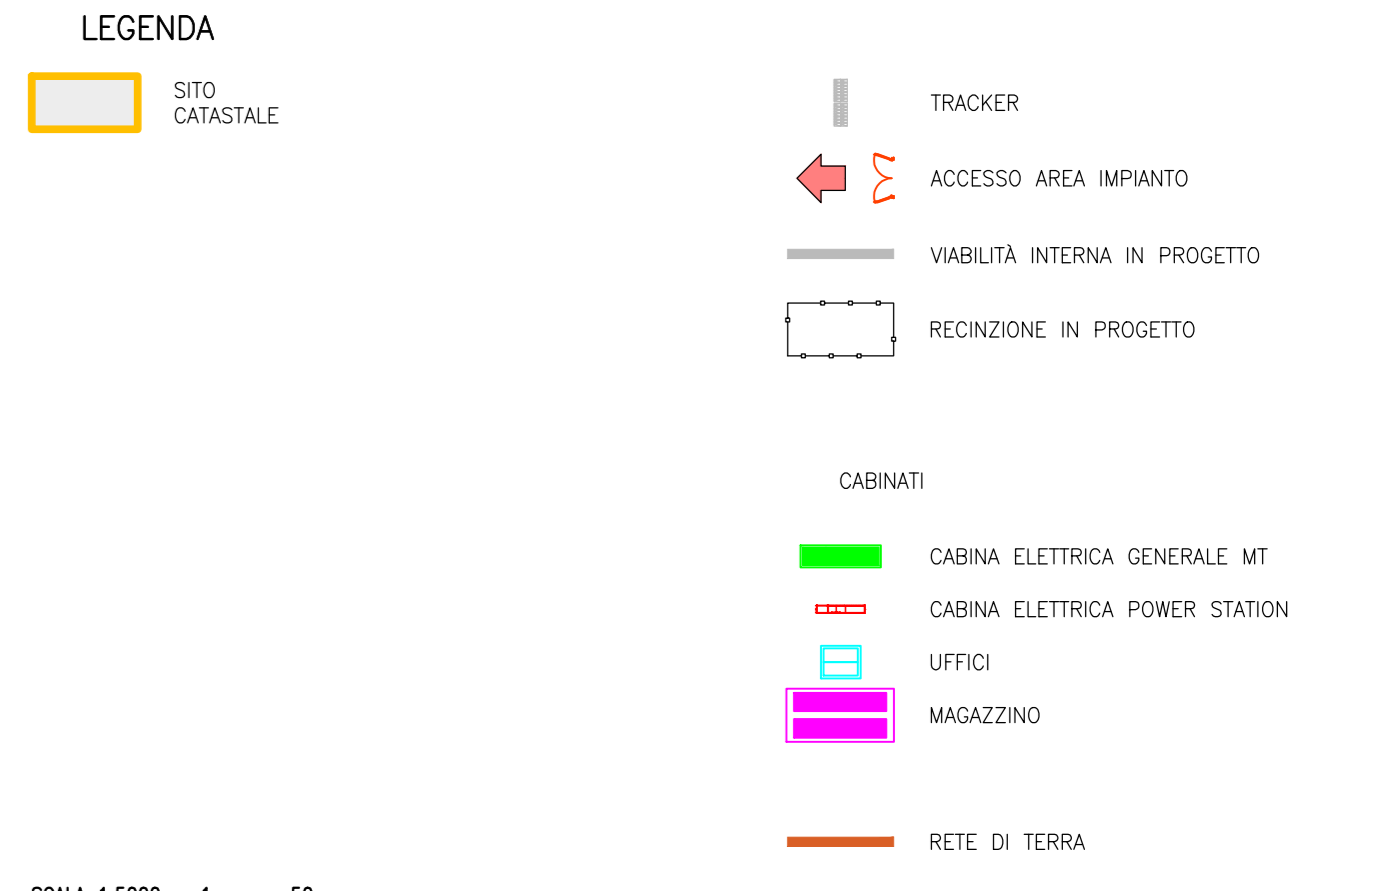 LEGENDA
SITO
CATASTALE
TRACKER
ACCESSO AREA IMPIANTO
VIABILITÀ INTERNA IN PROGETTO
RECINZIONE IN PROGETTO
CABINATI
CABINA ELETTRICA GENERALE MT
CABINA ELETTRICA POWER STATION
UFFICI
MAGAZZINO
RETE DI TERRA